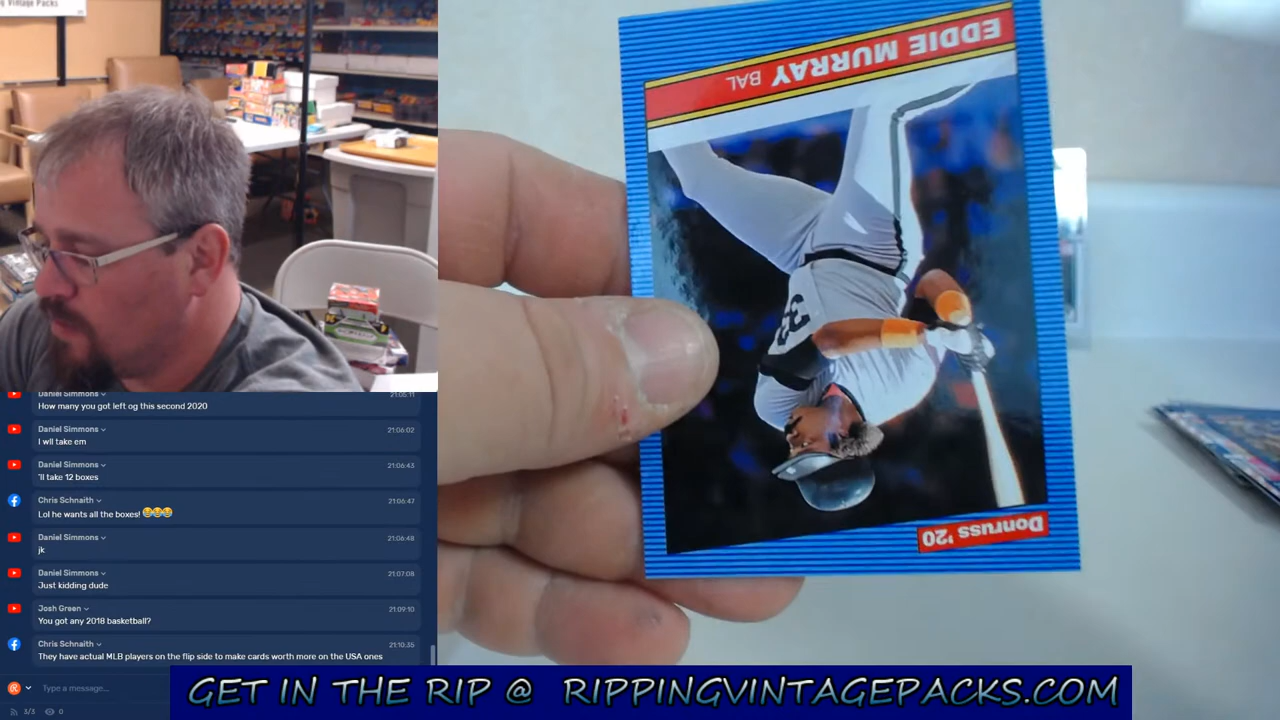 g Vintage Packs
EDDIE MURRAY BAL
33
Donruss '20
Daniel Simmons 21:05:11
How many you got left og this second 2020
Daniel Simmons 21:06:02
I wll take em
Daniel Simmons 21:06:43
'll take 12 boxes
Chris Schnaith 21:06:47
Lol he wants all the boxes! 😂😂😂
Daniel Simmons 21:06:48
jk
Daniel Simmons 21:07:08
Just kidding dude
Josh Green 21:09:10
You got any 2018 basketball?
Chris Schnaith 21:10:35
They have actual MLB players on the flip side to make cards worth more on the USA ones
Type a message...
3/3 0
GET IN THE RIP @ RIPPINGVINTAGEPACKS.COM